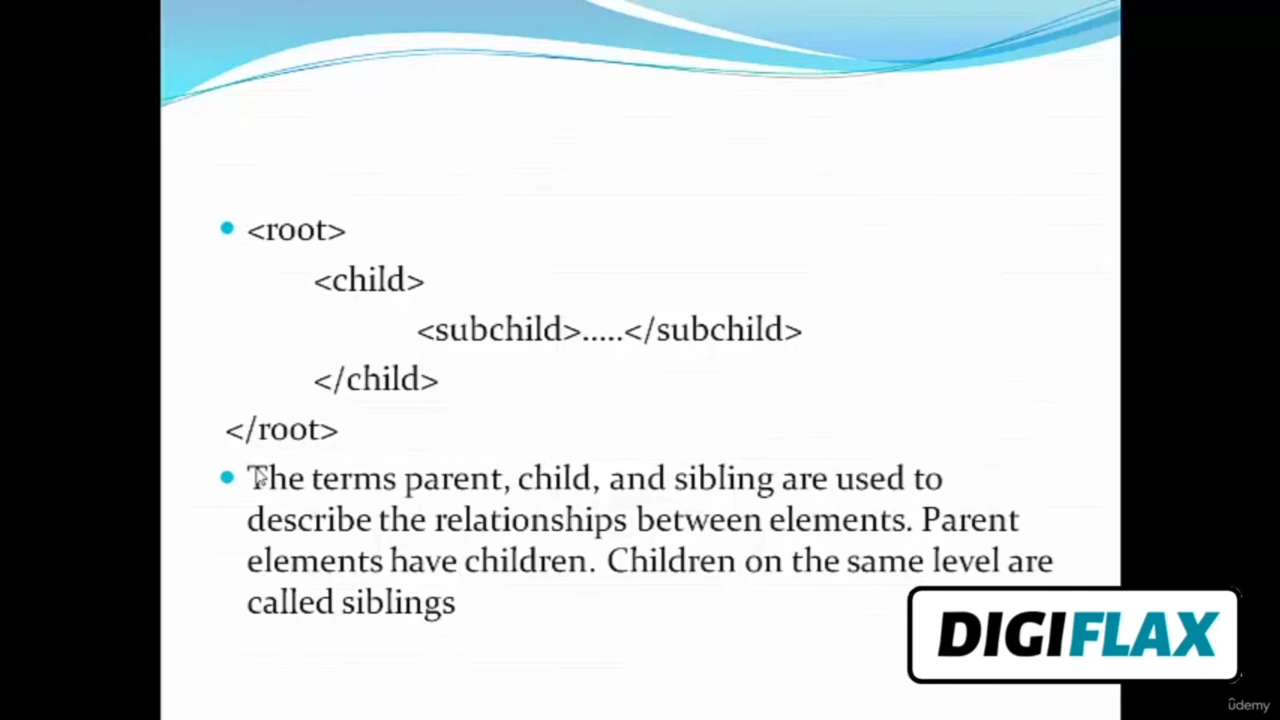 <root>
<child>
<subchild>.....</subchild>
</child>
</root>
The terms parent, child, and sibling are used to
describe the relationships between elements. Parent
elements have children. Children on the same level are
called siblings
DIGIFLAX
ûdemy